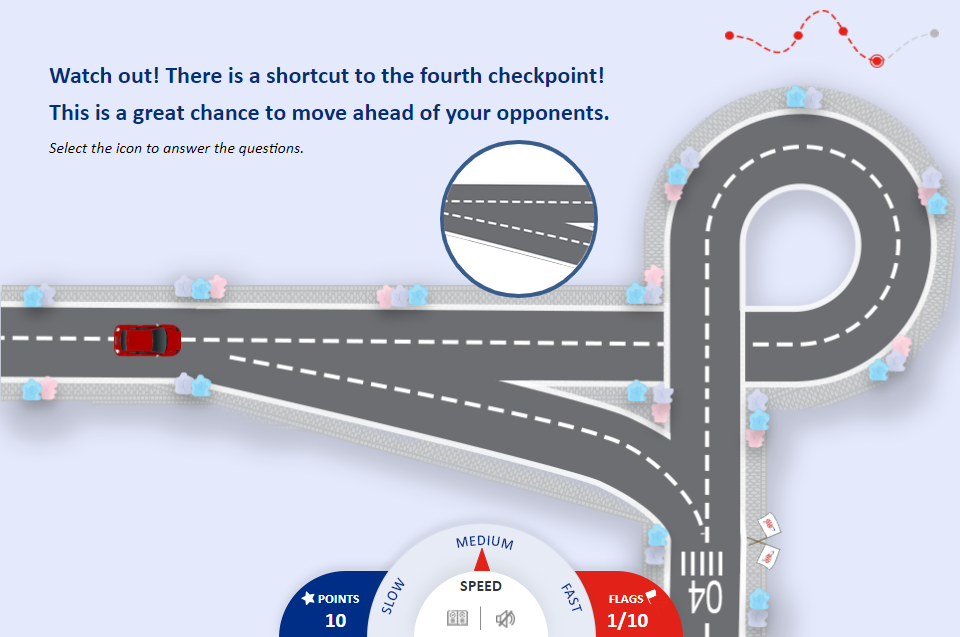 Watch out! There is a shortcut to the fourth checkpoint!
This is a great chance to move ahead of your opponents.
Select the icon to answer the questions.
04
MEDIUM
SLOW
FAST
SPEED
POINTS
10
FLAGS
1/10